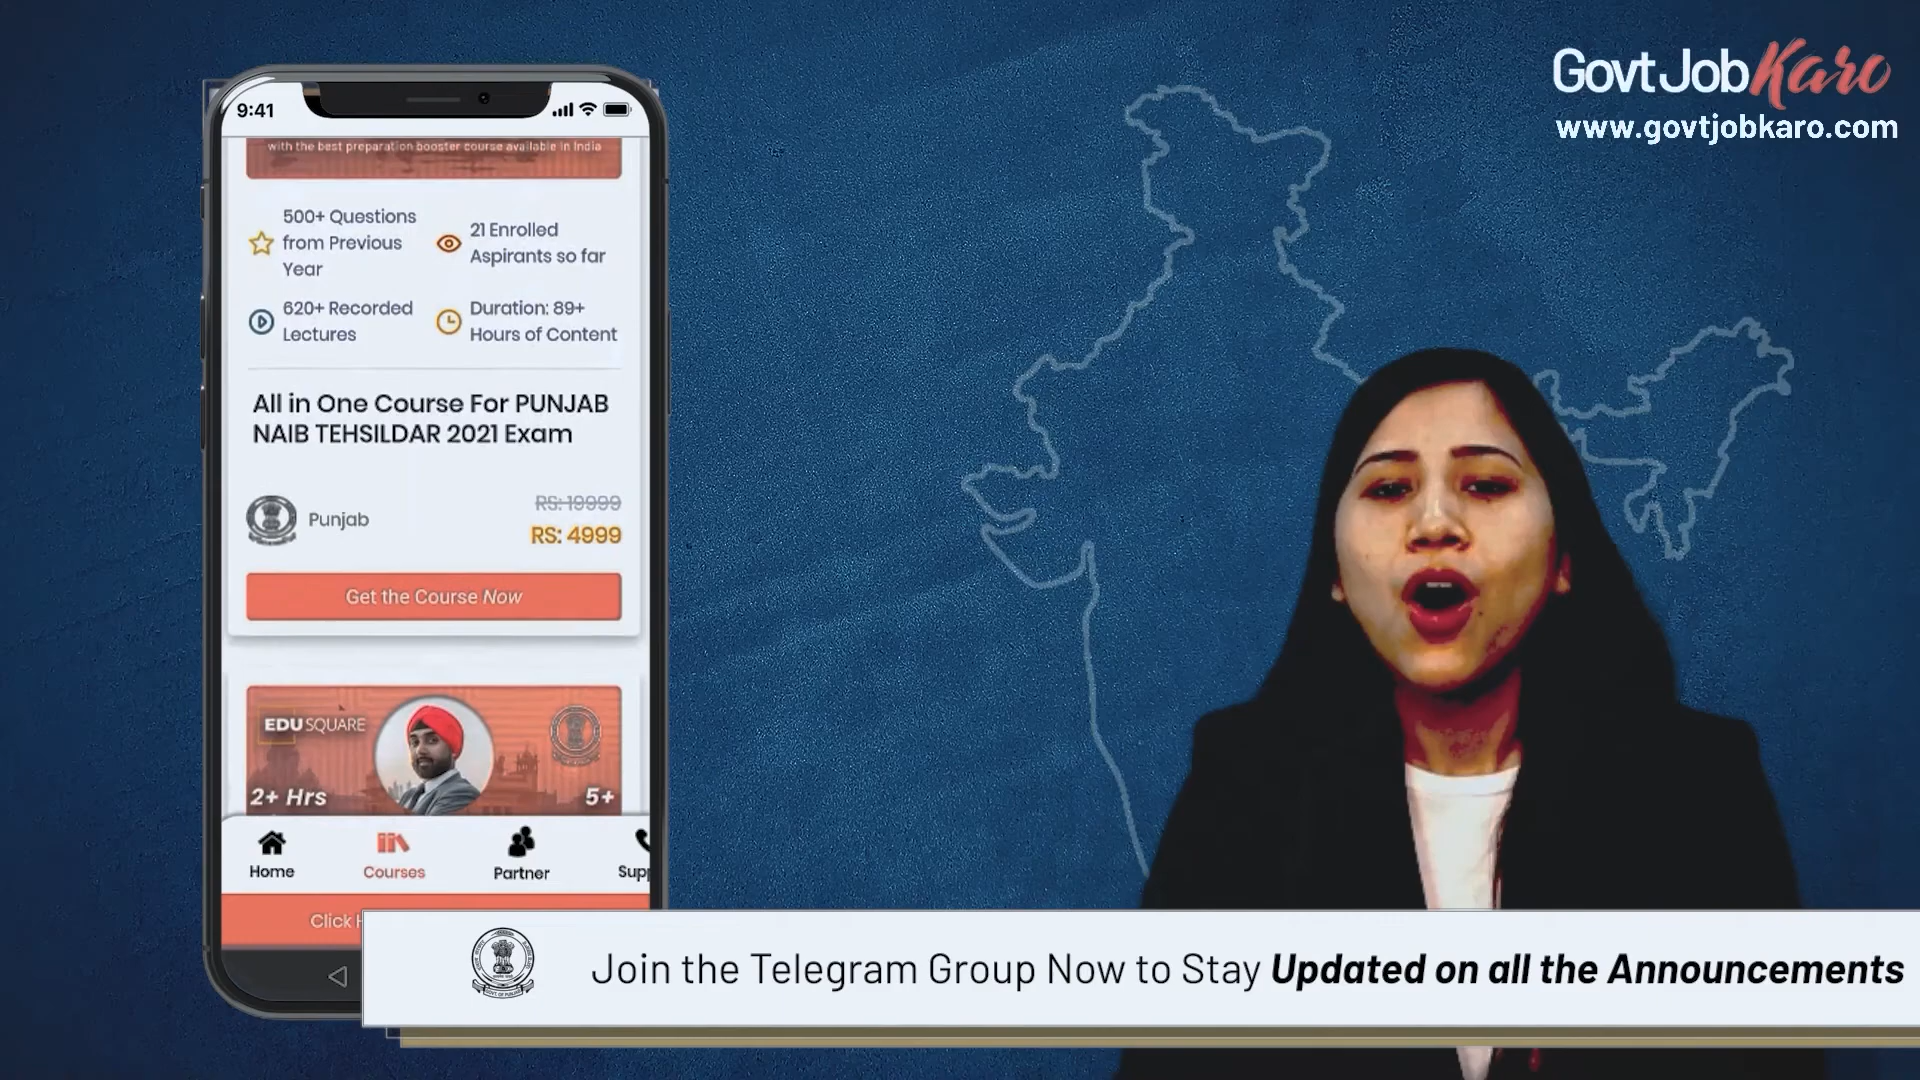 GovtJobKaro
www.govtjobkaro.com
9:41
with the best preparation booster course available in India
500+ Questions
from Previous
Year
21 Enrolled
Aspirants so far
620+ Recorded
Lectures
Duration: 89+
Hours of Content
All in One Course For PUNJAB
NAIB TEHSILDAR 2021 Exam
Punjab
RS: 19999
RS: 4999
Get the Course Now
EDU SQUARE
2+ Hrs
5+
Home
Courses
Partner
Supp
Click H
Join the Telegram Group Now to Stay Updated on all the Announcements